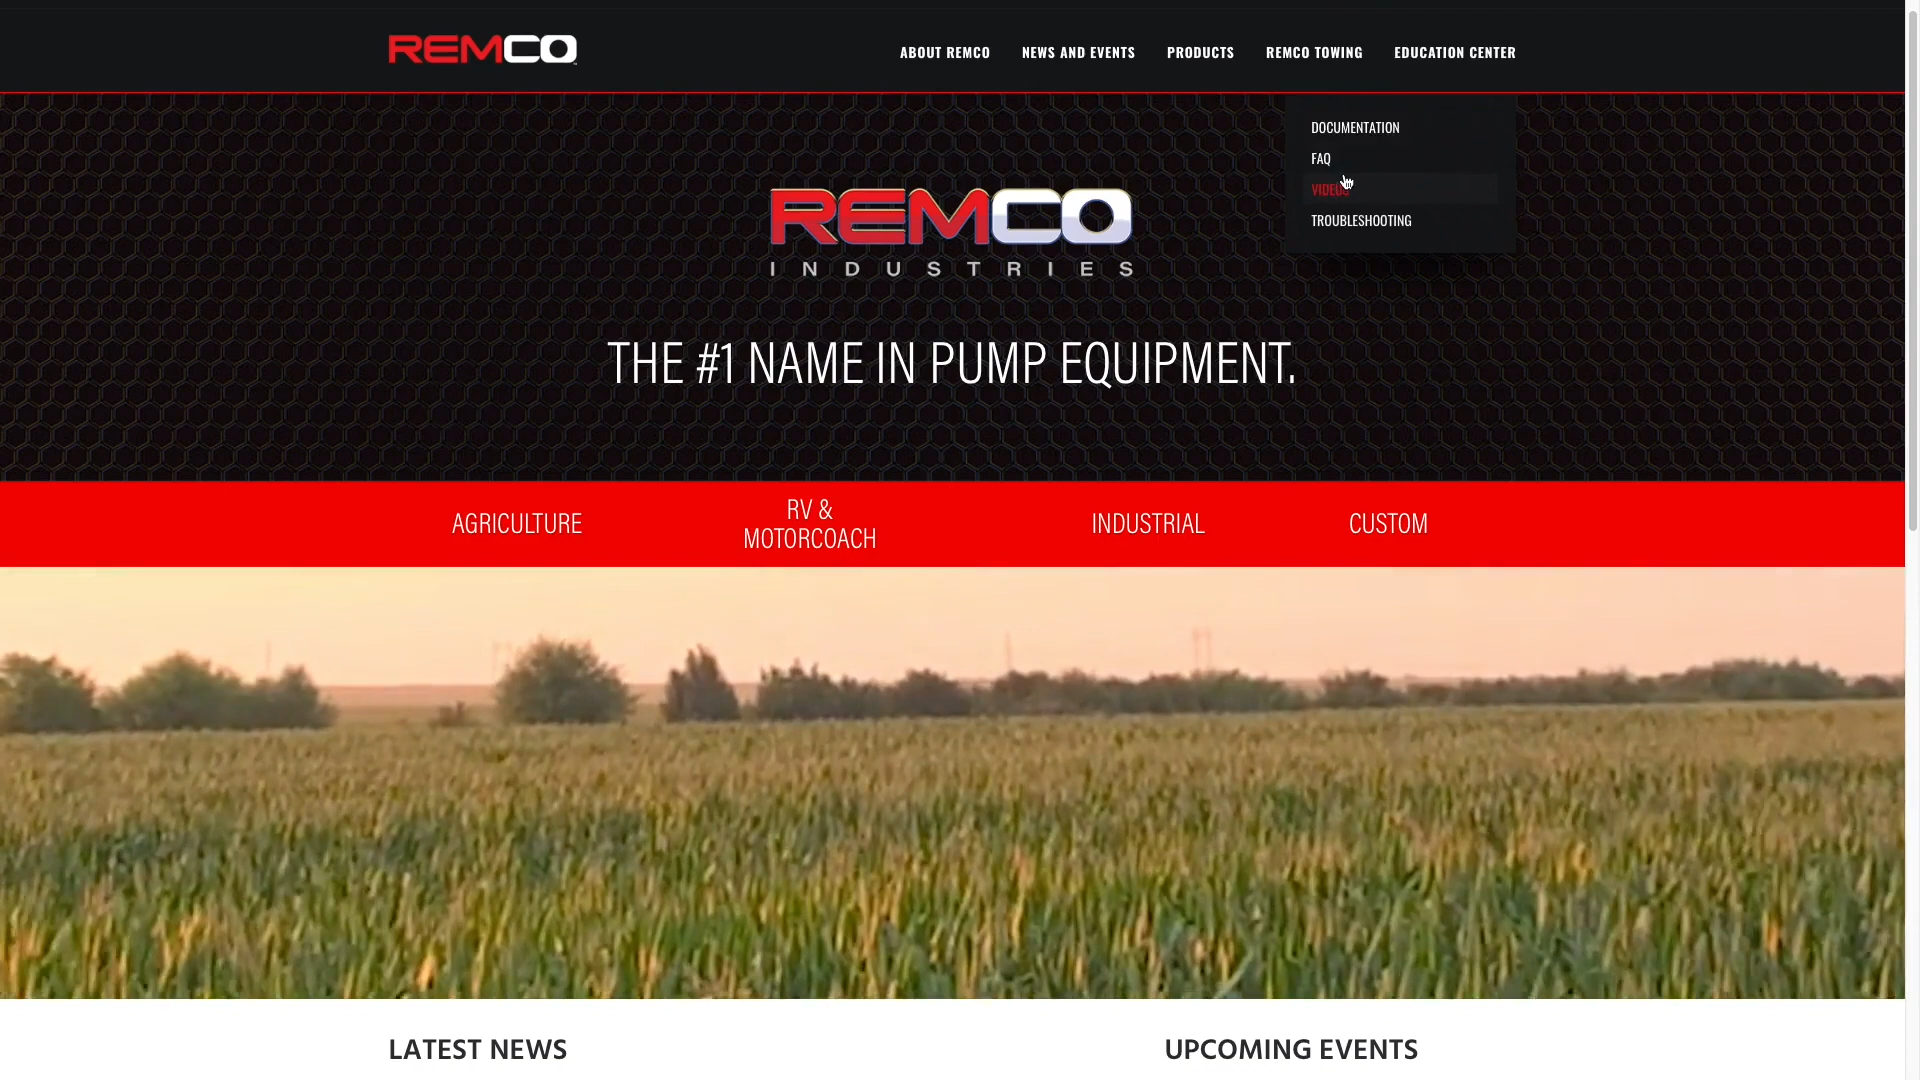 REMCO
ABOUT REMCO
NEWS AND EVENTS
PRODUCTS
REMCO TOWING
EDUCATION CENTER
DOCUMENTATION
FAQ
VIDEOS
TROUBLESHOOTING
REMCO
INDUSTRIES
THE #1 NAME IN PUMP EQUIPMENT.
AGRICULTURE
RV &
MOTORCOACH
INDUSTRIAL
CUSTOM
LATEST NEWS
UPCOMING EVENTS